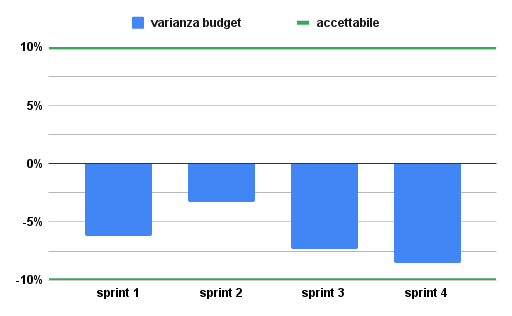 varianza budget accettabile
10%
5%
0%
-5%
-10%
sprint 1 sprint 2 sprint 3 sprint 4